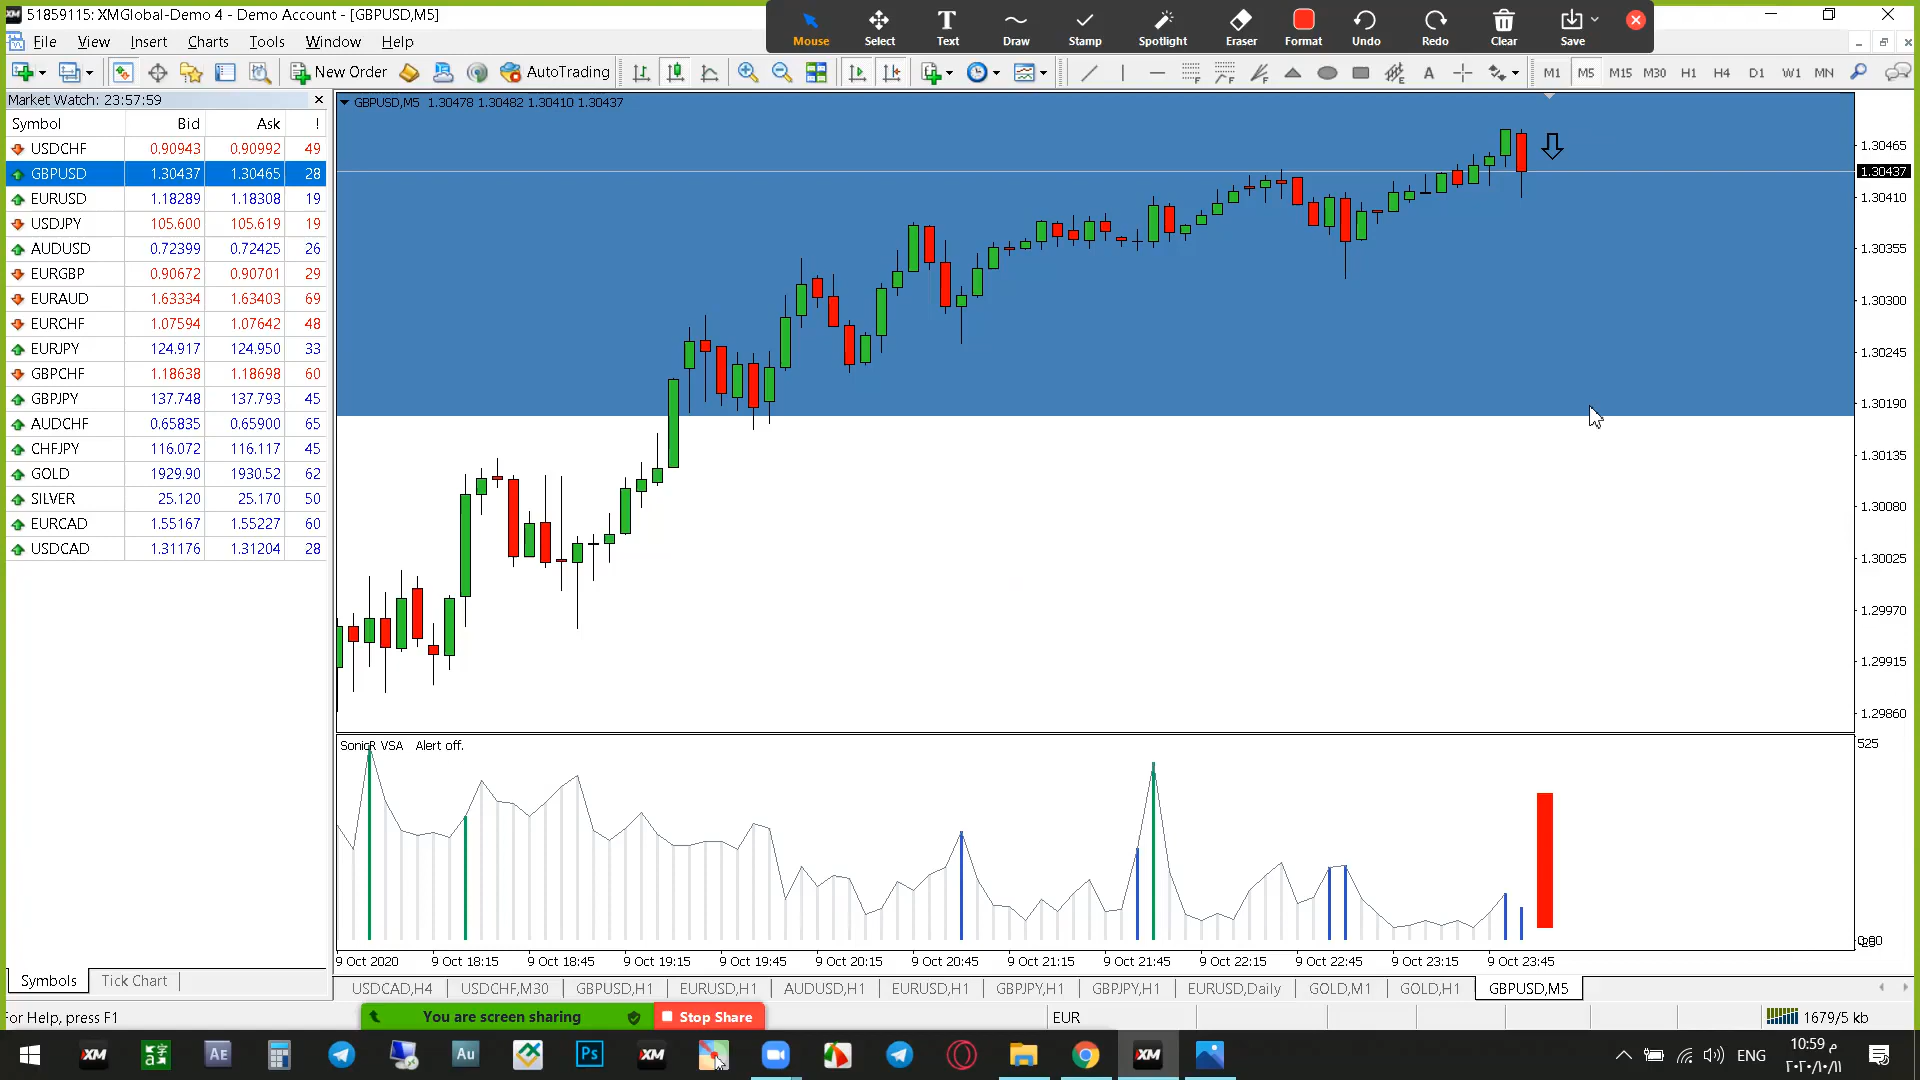 51859115: XMGlobal-Demo 4 - Demo Account - [GBPUSD,M5]
Mouse Select Text Draw Stamp Spotlight Eraser Format Undo Redo Clear Save
File View Insert Charts Tools Window Help
New Order AutoTrading A M1 M5 M15 M30 H1 H4 D1 W1 MN
Market Watch: 23:57:59
Symbol Bid Ask !
USDCHF 0.90943 0.90992 49
GBPUSD 1.30437 1.30465 28
EURUSD 1.18289 1.18308 19
USDJPY 105.600 105.619 19
AUDUSD 0.72399 0.72425 26
EURGBP 0.90672 0.90701 29
EURAUD 1.63334 1.63403 69
EURCHF 1.07594 1.07642 48
EURJPY 124.917 124.950 33
GBPCHF 1.18638 1.18698 60
GBPJPY 137.748 137.793 45
AUDCHF 0.65835 0.65900 65
CHFJPY 116.072 116.117 45
GOLD 1929.90 1930.52 62
SILVER 25.120 25.170 50
EURCAD 1.55167 1.55227 60
USDCAD 1.31176 1.31204 28
Symbols Tick Chart
GBPUSD,M5 1.30478 1.30482 1.30410 1.30437
1.30465
1.30437
1.30410
1.30355
1.30300
1.30245
1.30190
1.30135
1.30080
1.30025
1.29970
1.29915
1.29860
SonicR VSA Alert off.
525
9 Oct 2020 9 Oct 18:15 9 Oct 18:45 9 Oct 19:15 9 Oct 19:45 9 Oct 20:15 9 Oct 20:45 9 Oct 21:15 9 Oct 21:45 9 Oct 22:15 9 Oct 22:45 9 Oct 23:15 9 Oct 23:45
USDCAD,H4 USDCHF,M30 GBPUSD,H1 EURUSD,H1 AUDUSD,H1 EURUSD,H1 GBPJPY,H1 GBPJPY,H1 EURUSD,Daily GOLD,M1 GOLD,H1 GBPUSD,M5
For Help, press F1
You are screen sharing Stop Share
EUR
1679/5 kb
XM AE Au Ps XM XM
ENG
10:59 م
٢٠٢٠/١٠/١١